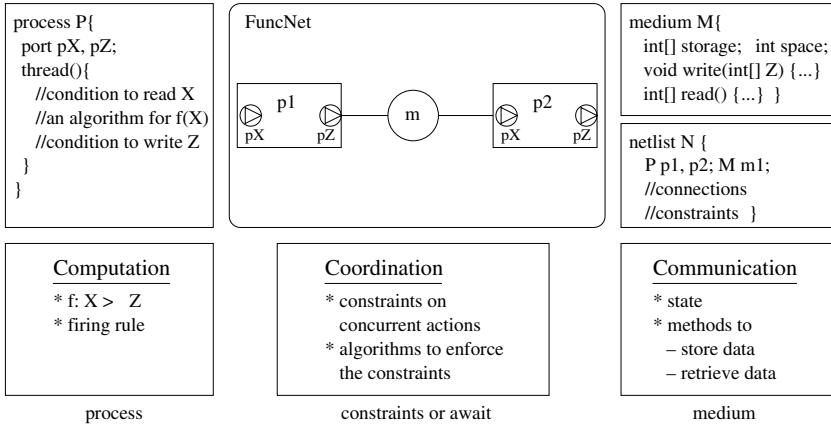 process P{
port pX, pZ;
thread(){
//condition to read X
//an algorithm for f(X)
//condition to write Z
}
}
FuncNet
p1
pX
pZ
m
p2
pX
pZ
medium M{
int[] storage;   int space;
void write(int[] Z) {...}
int[] read() {...}  }
netlist N {
P p1, p2; M m1;
//connections
//constraints  }
Computation
* f: X >   Z
* firing rule
process
Coordination
* constraints on
concurrent actions
* algorithms to enforce
the constraints
constraints or await
Communication
* state
* methods to
– store data
– retrieve data
medium